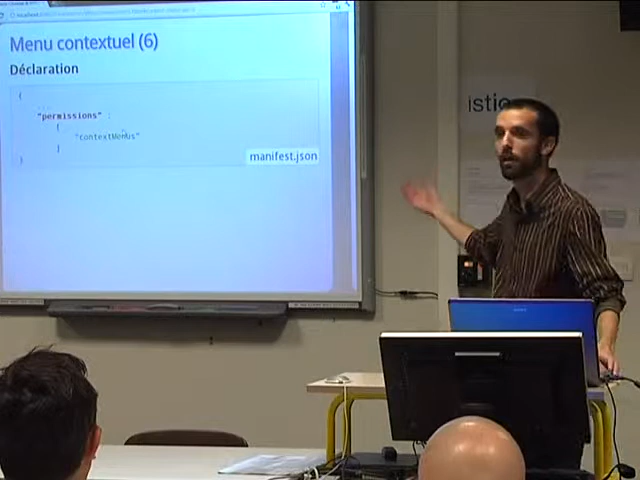 Menu contextuel (6)
Déclaration
{
...
"permissions" :
{
"contextMenus"
}
}
manifest.json
istic